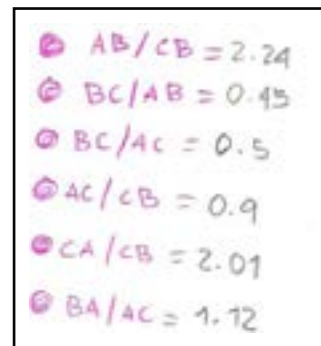 AB/CB = 2.24
BC/AB = 0.45
BC/AC = 0.5
AC/CB = 0.9
CA/CB = 2.01
BA/AC = 1.12